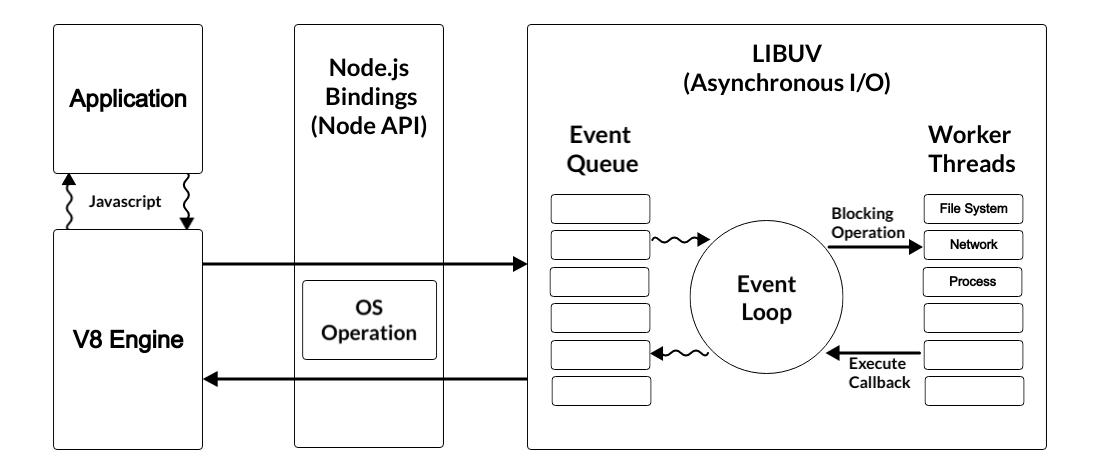 Application
Javascript
V8 Engine
Node.js
Bindings
(Node API)
OS
Operation
LIBUV
(Asynchronous I/O)
Event
Queue
Event
Loop
Blocking
Operation
Execute
Callback
Worker
Threads
File System
Network
Process